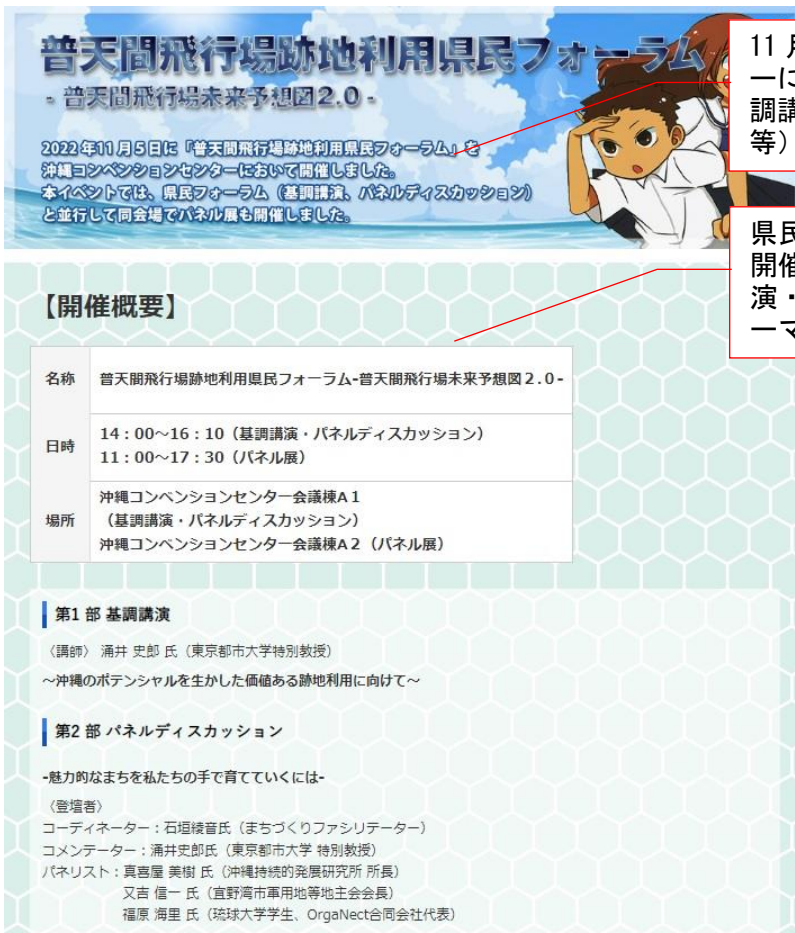 普天間飛行場跡地利用県民フォーラム
- 普天間飛行場未来予想図2.0 -
2022年11月5日に「普天間飛行場跡地利用県民フォーラム」を
沖縄コンベンションセンターにおいて開催しました。
本イベントでは、県民フォーラム（基調講演、パネルディスカッション）
と並行して同会場でパネル展も開催しました。
11 月
ーに
調講
等）
県民
開催
演・
ーマ
【開催概要】
名称 普天間飛行場跡地利用県民フォーラム-普天間飛行場未来予想図２.０-
日時
14：00～16：10（基調講演・パネルディスカッション）
11：00～17：30（パネル展）
場所
沖縄コンベンションセンター会議棟A１
（基調講演・パネルディスカッション）
沖縄コンベンションセンター会議棟A２（パネル展）
第1 部 基調講演
〈講師〉 涌井 史郎 氏（東京都市大学特別教授）
～沖縄のポテンシャルを生かした価値ある跡地利用に向けて～
第2 部 パネルディスカッション
-魅力的なまちを私たちの手で育てていくには-
〈登壇者〉
コーディネーター：石垣綾音氏（まちづくりファシリテーター）
コメンテーター：涌井史郎氏（東京都市大学 特別教授）
パネリスト：真喜屋 美樹 氏（沖縄持続的発展研究所 所長）
又吉 信一 氏（宜野湾市軍用地等地主会会長）
福原 海里 氏（琉球大学学生、OrgaNect合同会社代表）